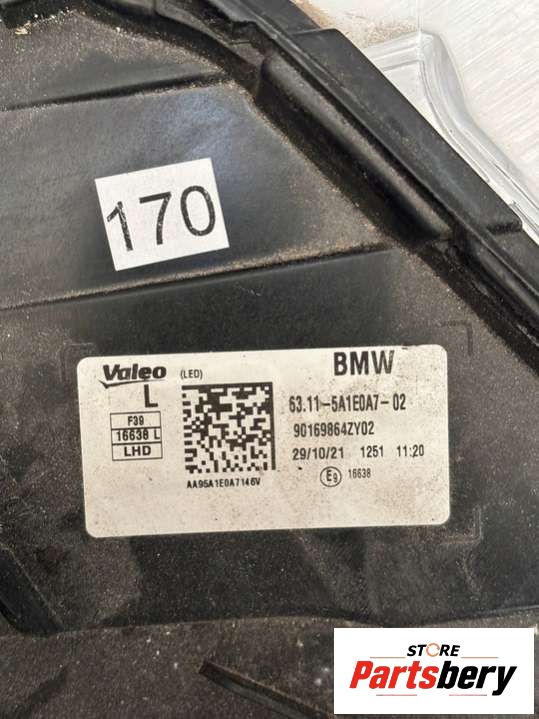 170
Valeo (LED) BMW
L
F39
16638 L
LHD
AA95A1E0A7146V
63.11-5A1E0A7-02
90169864ZY02
29/10/21 1251 11:20
E9 16638
STORE
Partsbery